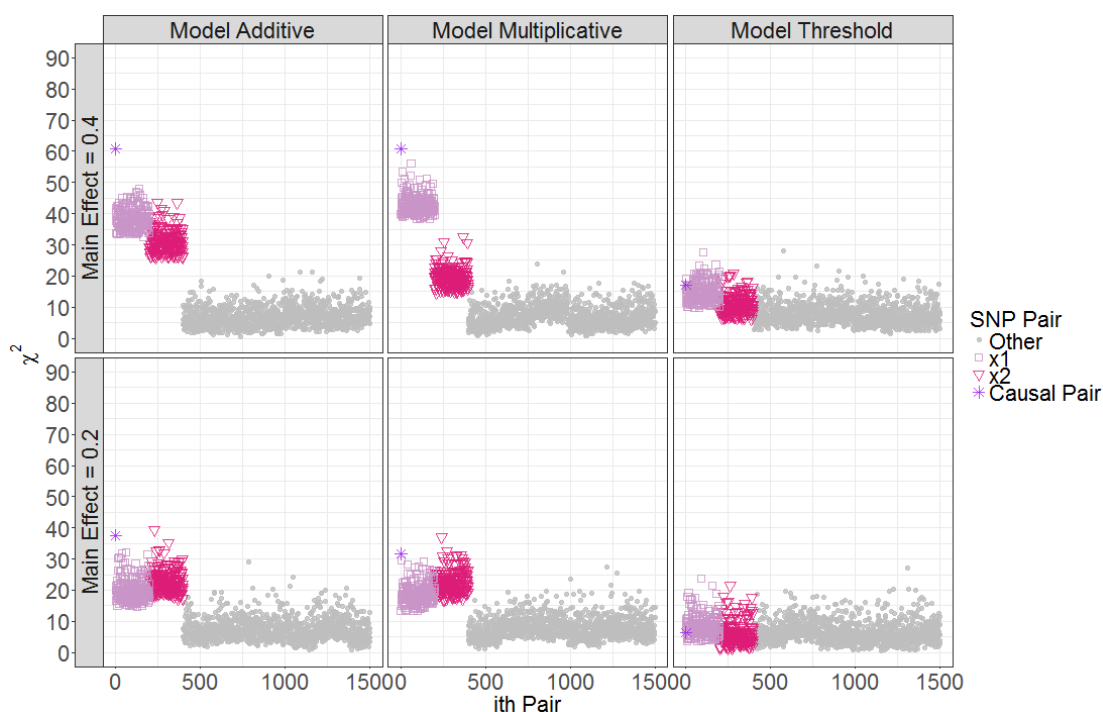 Model Additive
Model Multiplicative
Model Threshold
Main Effect = 0.4
90
80
70
60
50
40
30
20
10
0
χ²
Main Effect = 0.2
90
80
70
60
50
40
30
20
10
0
0 500 1000 15000 500 1000 15000 500 1000 1500
ith Pair
SNP Pair
Other
x1
x2
Causal Pair